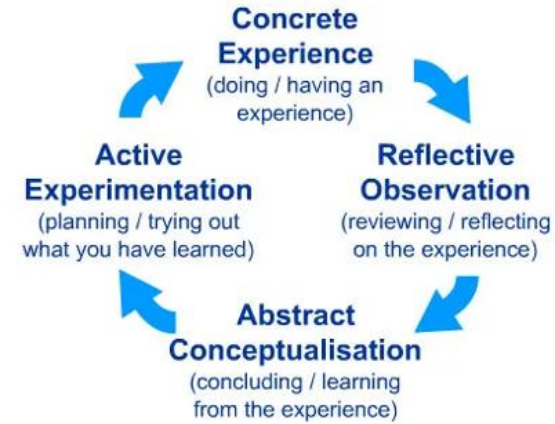 Concrete
Experience
(doing / having an
experience)
Reflective
Observation
(reviewing / reflecting
on the experience)
Abstract
Conceptualisation
(concluding / learning
from the experience)
Active
Experimentation
(planning / trying out
what you have learned)